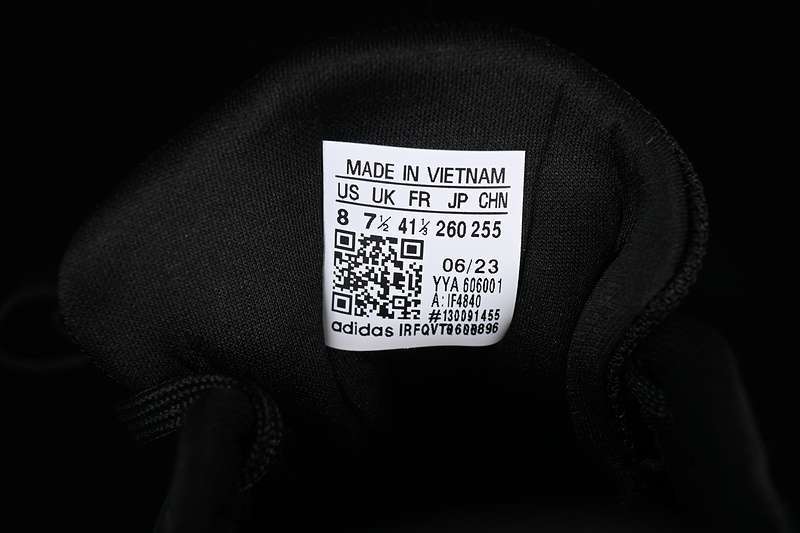 MADE IN VIETNAM
US UK FR JP CHN
8 7½ 41⅓ 260 255
06/23
YYA 606001
A: IF4840
#130091455
adidas